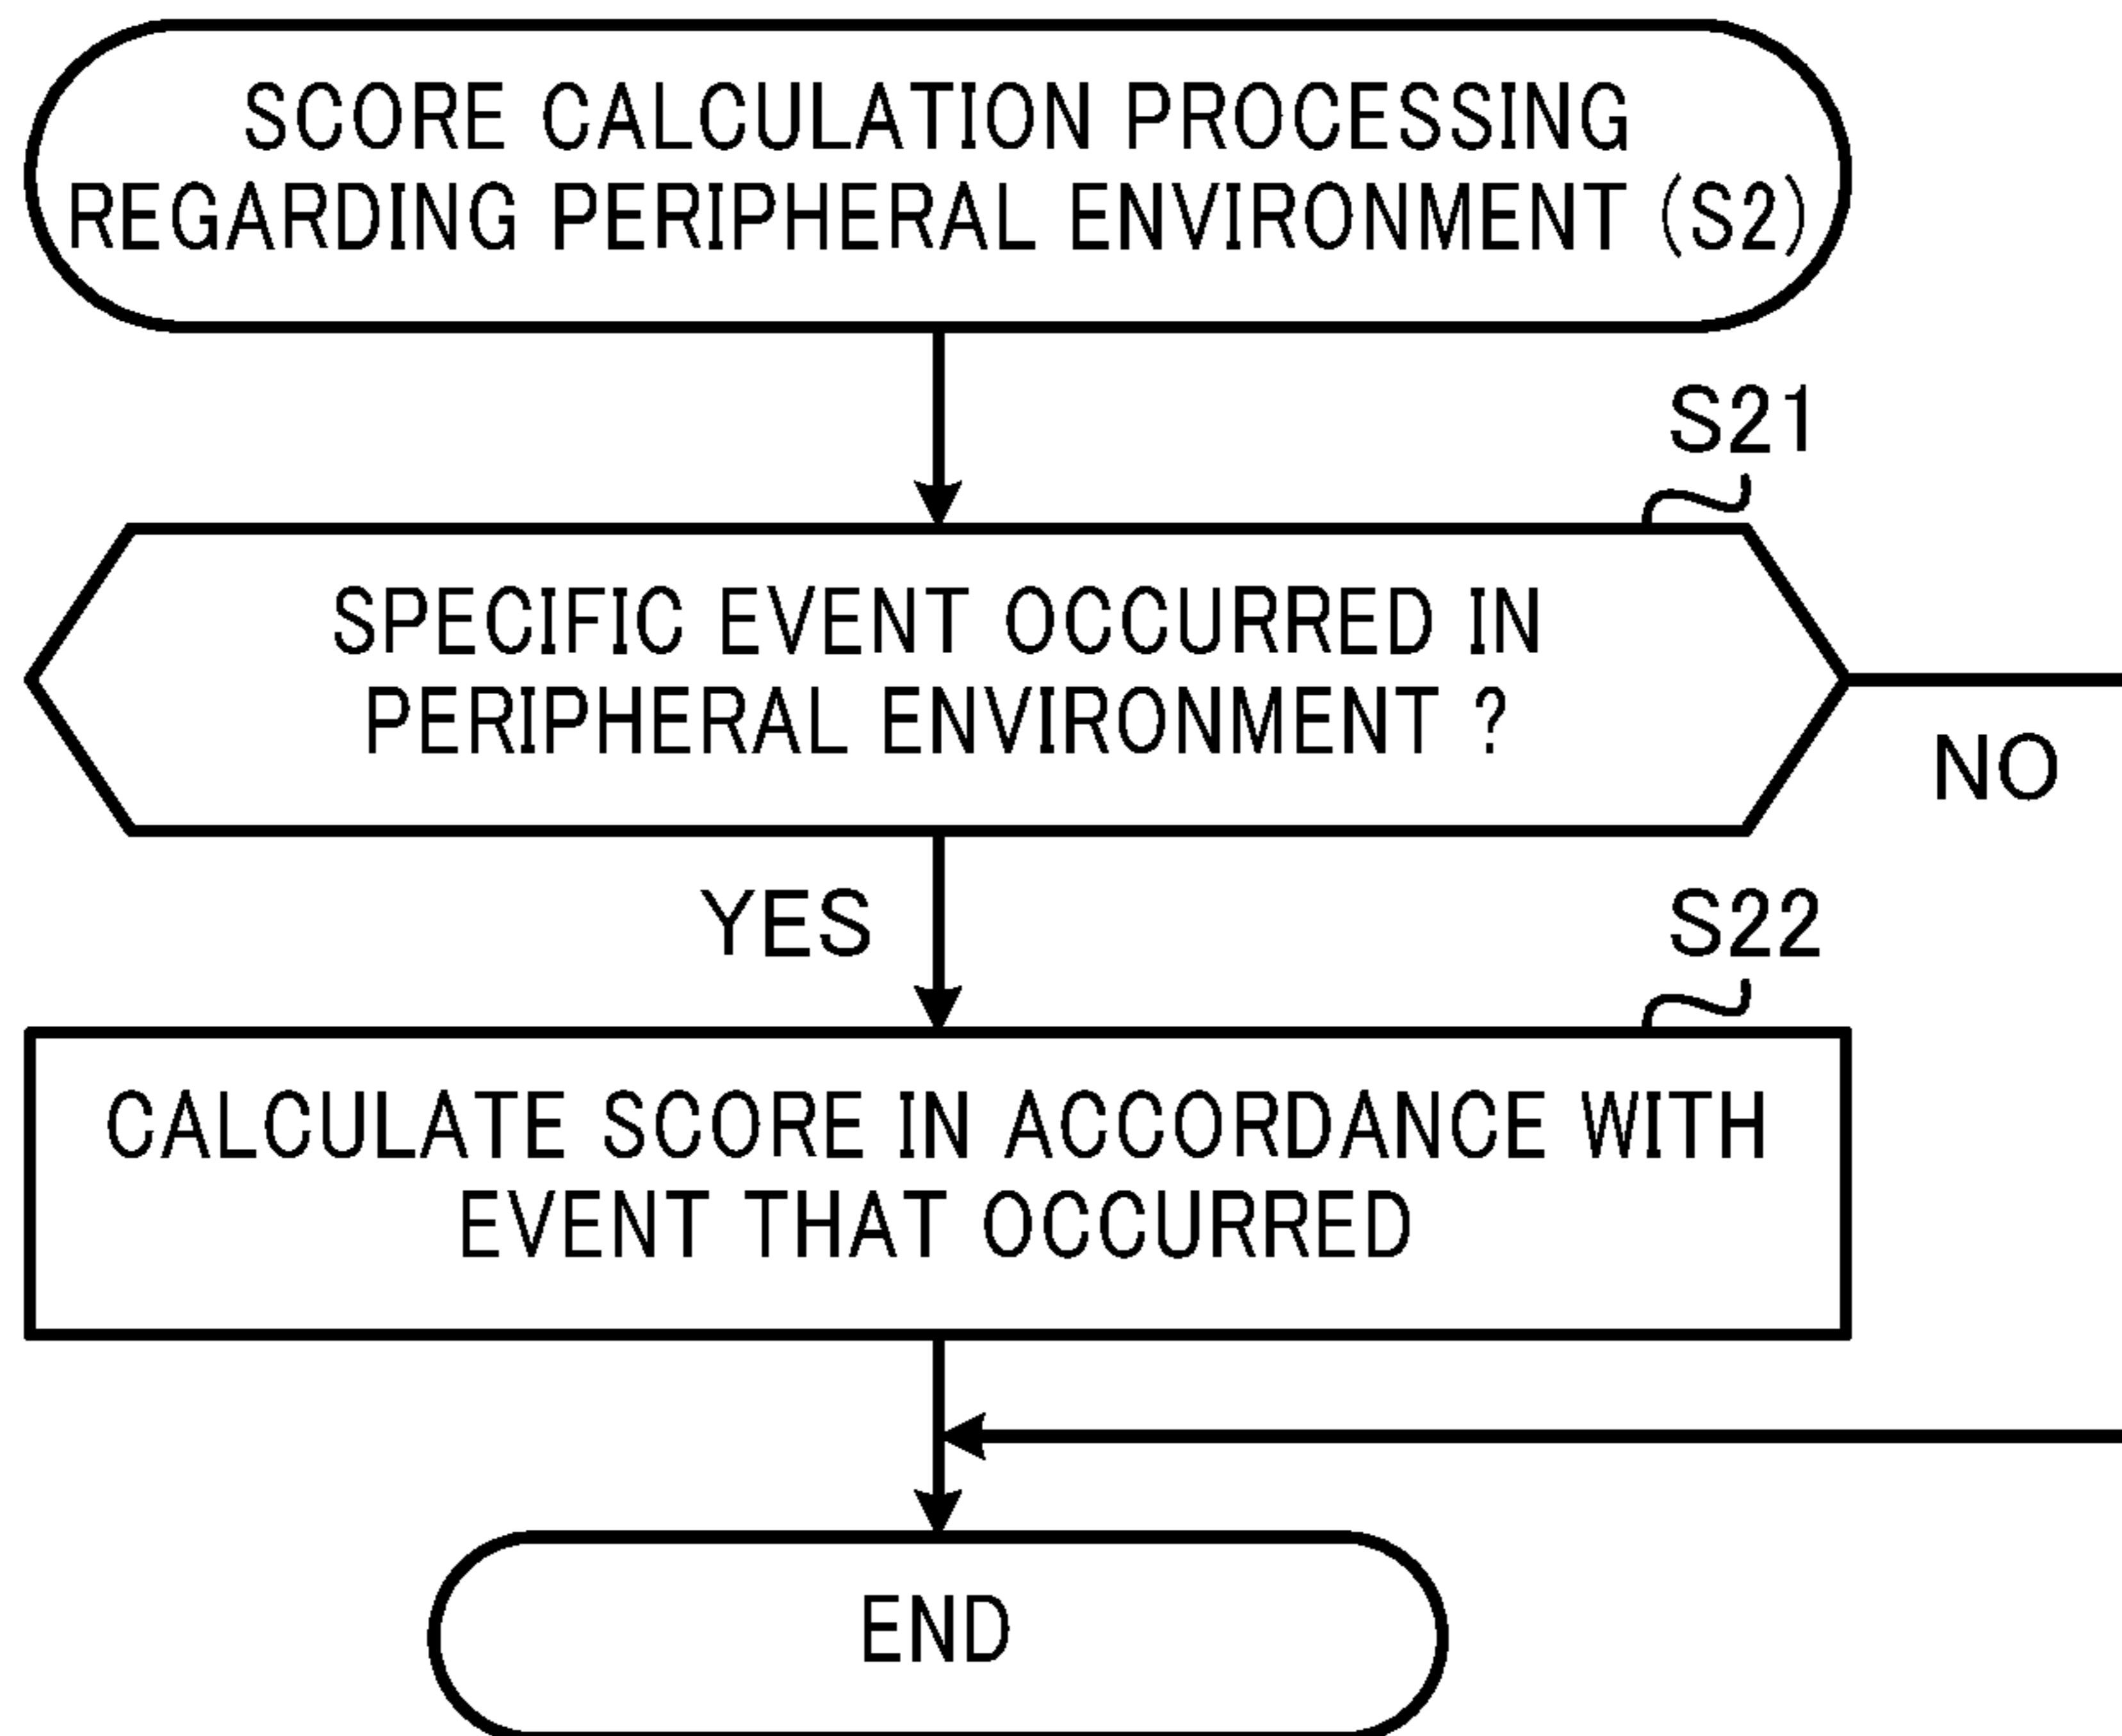 SCORE CALCULATION PROCESSING
REGARDING PERIPHERAL ENVIRONMENT (S2)
S21
SPECIFIC EVENT OCCURRED IN
PERIPHERAL ENVIRONMENT ?
NO
YES
S22
CALCULATE SCORE IN ACCORDANCE WITH
EVENT THAT OCCURRED
END